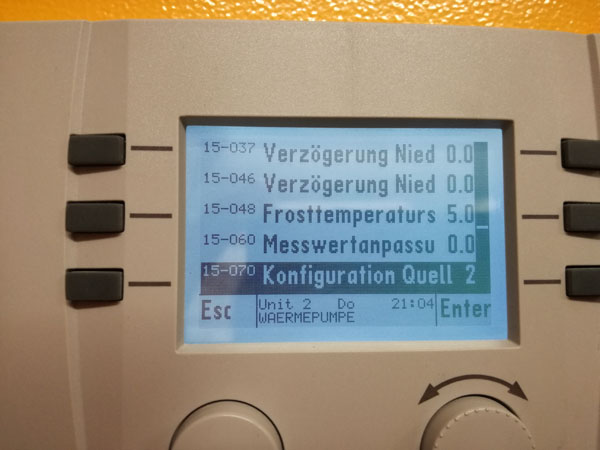 15-037 Verzögerung Nied 0.0
15-046 Verzögerung Nied 0.0
15-048 Frosttemperaturs 5.0
15-060 Messwertanpassu 0.0
15-070 Konfiguration Quell 2
Esc Unit 2 Do 21:04 Enter
WAERMEPUMPE